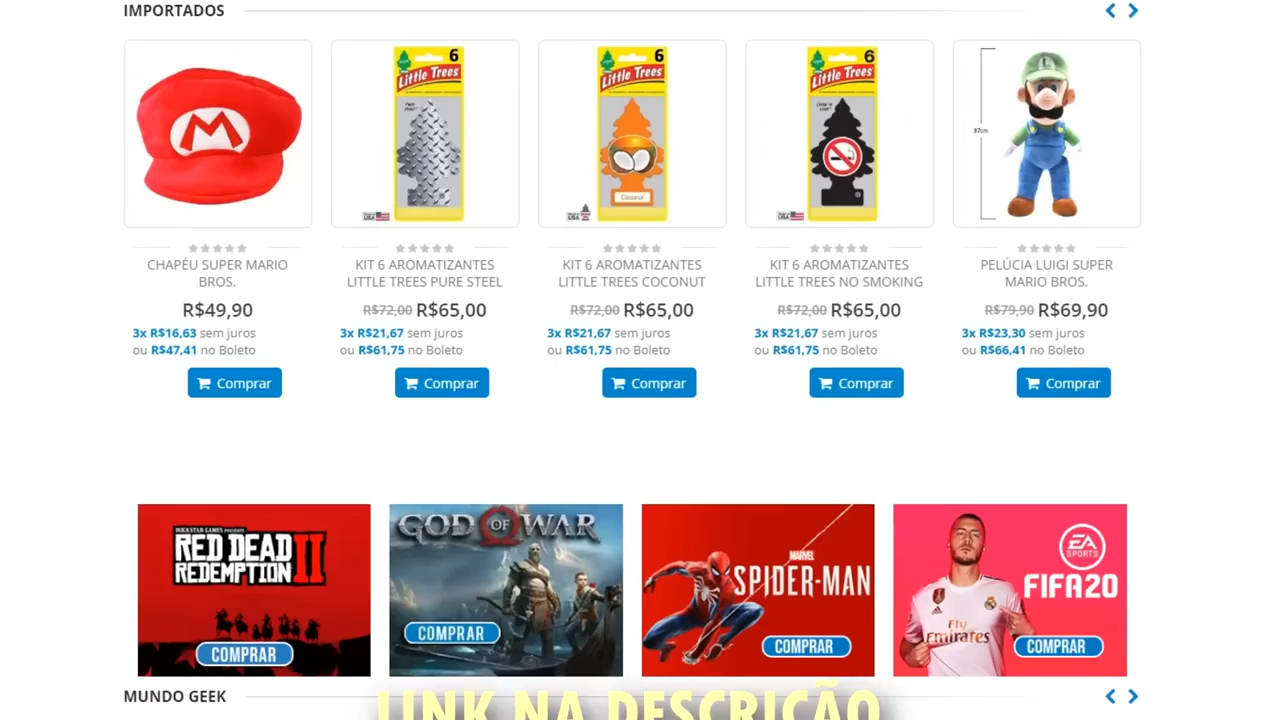 IMPORTADOS
M
6
Little Trees
Coconut
6
Little Trees
6
Little Trees
USA
USA
37cm
L
CHAPÉU SUPER MARIO
BROS.
R$49,90
3x R$16,63 sem juros
ou R$47,41 no Boleto
Comprar
KIT 6 AROMATIZANTES
LITTLE TREES PURE STEEL
R$72,00 R$65,00
3x R$21,67 sem juros
ou R$61,75 no Boleto
Comprar
KIT 6 AROMATIZANTES
LITTLE TREES COCONUT
R$72,00 R$65,00
3x R$21,67 sem juros
ou R$61,75 no Boleto
Comprar
KIT 6 AROMATIZANTES
LITTLE TREES NO SMOKING
R$72,00 R$65,00
3x R$21,67 sem juros
ou R$61,75 no Boleto
Comprar
PELÚCIA LUIGI SUPER
MARIO BROS.
R$79,90 R$69,90
3x R$23,30 sem juros
ou R$66,41 no Boleto
Comprar
ROCKSTAR GAMES PRESENTS
RED DEAD
REDEMPTION II
COMPRAR
GOD OF WAR
COMPRAR
MARVEL
SPIDER-MAN
COMPRAR
EA
SPORTS
FIFA20
Fly
Emirates
COMPRAR
MUNDO GEEK
LINK NA DESCRIÇÃO